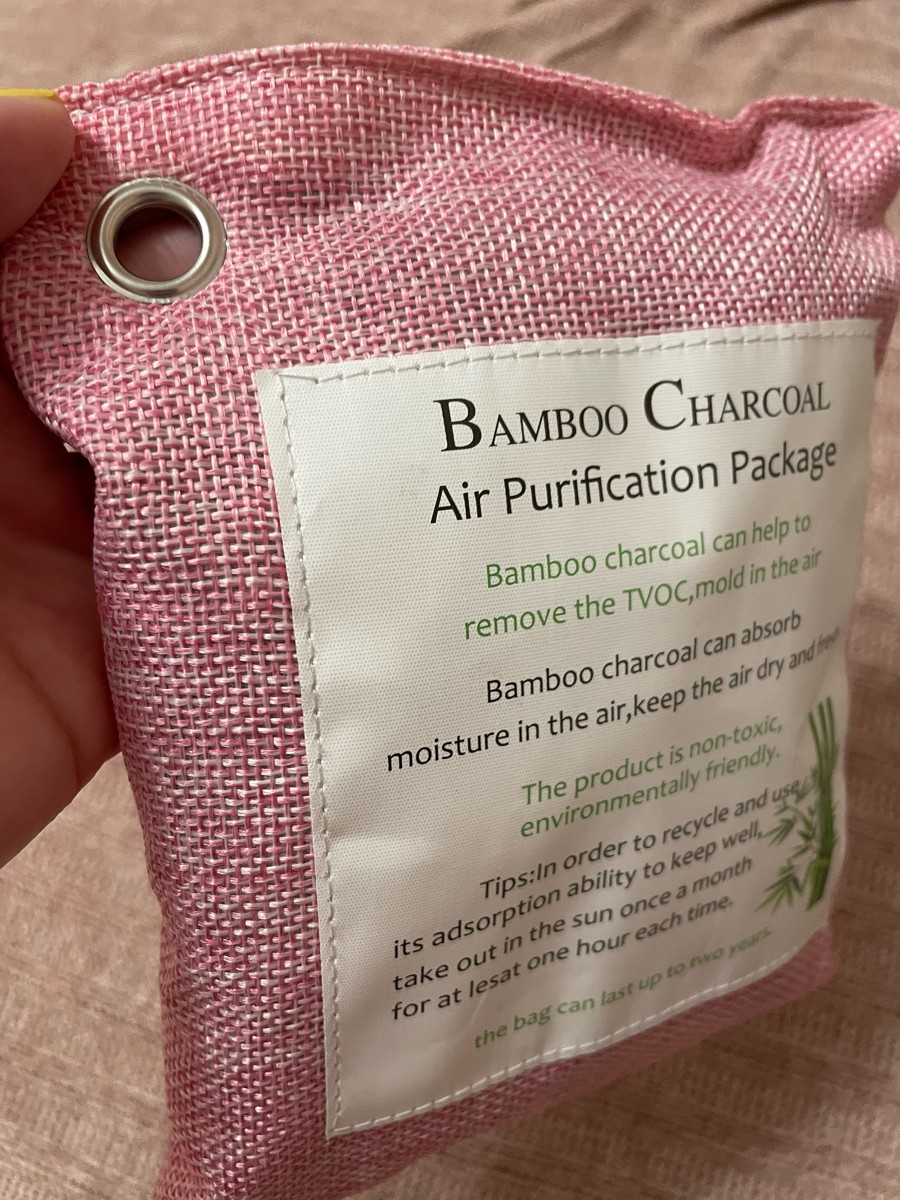 BAMBOO CHARCOAL
Air Purification Package
Bamboo charcoal can help to
remove the TVOC,mold in the air
Bamboo charcoal can absorb
moisture in the air,keep the air dry and fresh
The product is non-toxic,
environmentally friendly.
Tips:In order to recycle and use
its adsorption ability to keep well,
take out in the sun once a month
for at lesat one hour each time.
the bag can last up to two years.